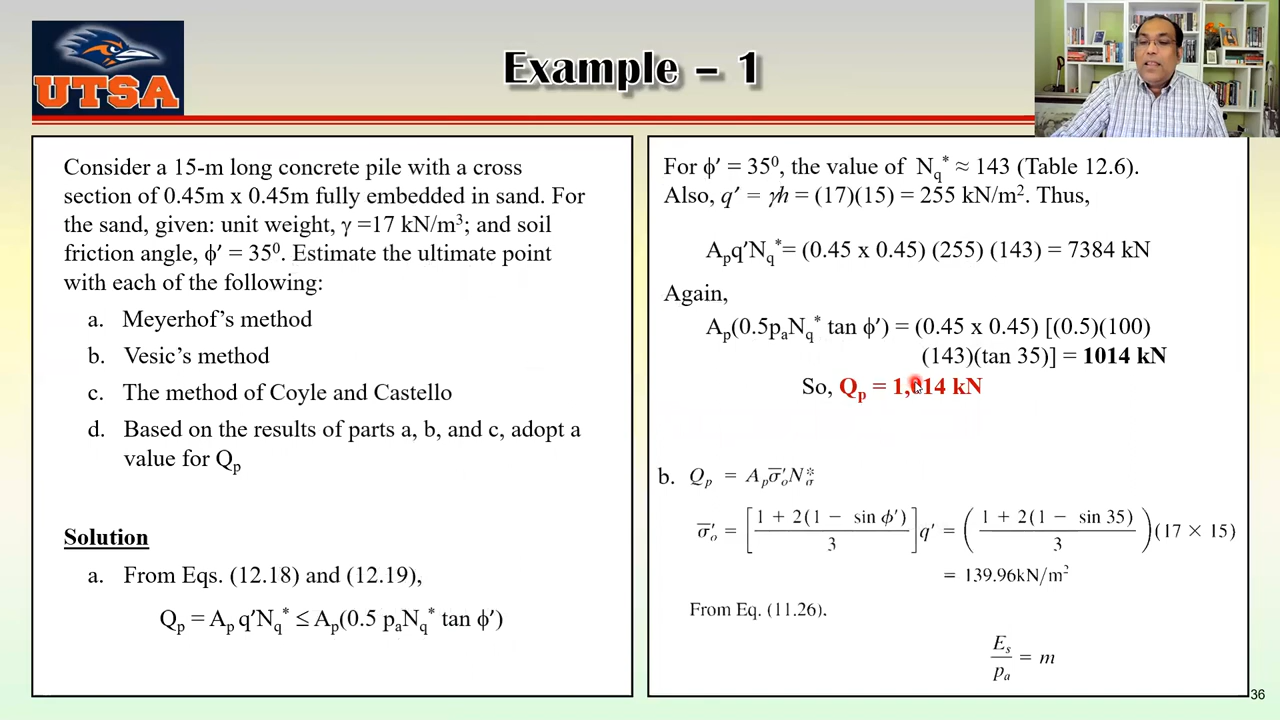 UTSA
Example – 1
Consider a 15-m long concrete pile with a cross
section of 0.45m x 0.45m fully embedded in sand. For
the sand, given: unit weight, γ =17 kN/m³; and soil
friction angle, ϕ′ = 35⁰. Estimate the ultimate point
with each of the following:
a. Meyerhof’s method
b. Vesic’s method
c. The method of Coyle and Castello
d. Based on the results of parts a, b, and c, adopt a
value for Qp
Solution
a. From Eqs. (12.18) and (12.19),
Qp = Ap q′Nq* ≤ Ap(0.5 paNq* tan ϕ′)
For ϕ′ = 35⁰, the value of Nq* ≈ 143 (Table 12.6).
Also, q′ = γh = (17)(15) = 255 kN/m². Thus,
Apq′Nq*= (0.45 x 0.45) (255) (143) = 7384 kN
Again,
Ap(0.5paNq* tan ϕ′) = (0.45 x 0.45) [(0.5)(100)
(143)(tan 35)] = 1014 kN
So, Qp = 1,014 kN
b. Qp = Apσ̄′oN*σ
σ̄′o = [1 + 2(1 − sin ϕ′) / 3]q′ = (1 + 2(1 − sin 35) / 3)(17 × 15)
= 139.96kN/m²
From Eq. (11.26),
Es / pa = m
36